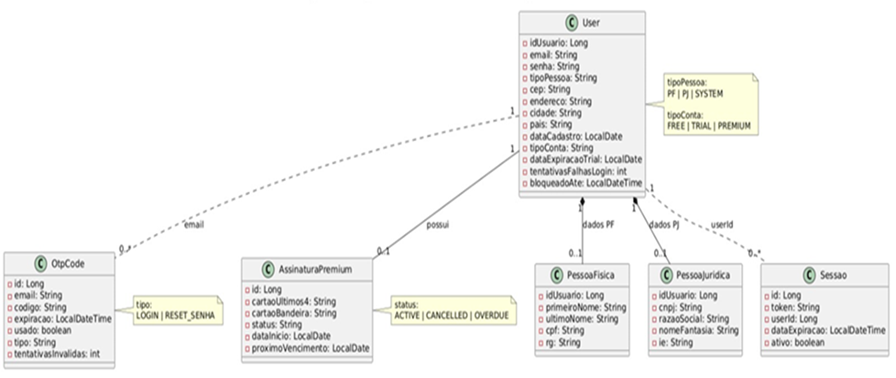 C User
idUsuario: Long
email: String
senha: String
tipoPessoa: String
cep: String
endereco: String
cidade: String
pais: String
dataCadastro: LocalDate
tipoConta: String
dataExpiracaoTrial: LocalDate
tentativasFalhasLogin: int
bloqueadoAte: LocalDateTime
tipoPessoa:
PF | PJ | SYSTEM
tipoConta:
FREE | TRIAL | PREMIUM
1
1
1
1
1
email
possui
dados PF
dados PJ
userId
0..*
0..1
0..1
0..1
0..*
C OtpCode
id: Long
email: String
codigo: String
expiracao: LocalDateTime
usado: boolean
tipo: String
tentativasInvalidas: int
tipo:
LOGIN | RESET_SENHA
C AssinaturaPremium
id: Long
cartaoUltimos4: String
cartaoBandeira: String
status: String
dataInicio: LocalDate
proximoVencimento: LocalDate
status:
ACTIVE | CANCELLED | OVERDUE
C PessoaFisica
idUsuario: Long
primeiroNome: String
ultimoNome: String
cpf: String
rg: String
C PessoaJuridica
idUsuario: Long
cnpj: String
razaoSocial: String
nomeFantasia: String
ie: String
C Sessao
id: Long
token: String
userId: Long
dataExpiracao: LocalDateTime
ativo: boolean